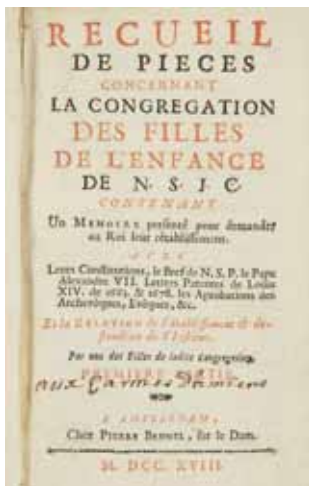 RECUEIL
DE PIECES
CONCERNANT
LA CONGREGATION
DES FILLES
DE L'ENFANCE
DE N. S. J. C.
CONTENANT
Un MEMOIRE presenté pour demander
au Roi leur rétablissement.
AVEC
Leurs Constitutions, le Bref de N. S. P. le Pape
Alexandre VII. Lettres Patentes de Louis
XIV. de 1663. & 1678. les Aprobations des
Archevêques, Evêques, &c.
Et la RELATION de l'établissement & des-
truction de l'Institut.
Par une des Filles de ladite Congregation
PREMIERE PARTIE.
aux Carmes
A AMSTERDAM,
Chez PIERRE BRUNEL, sur le Dam.
M. DCC. XVIII.